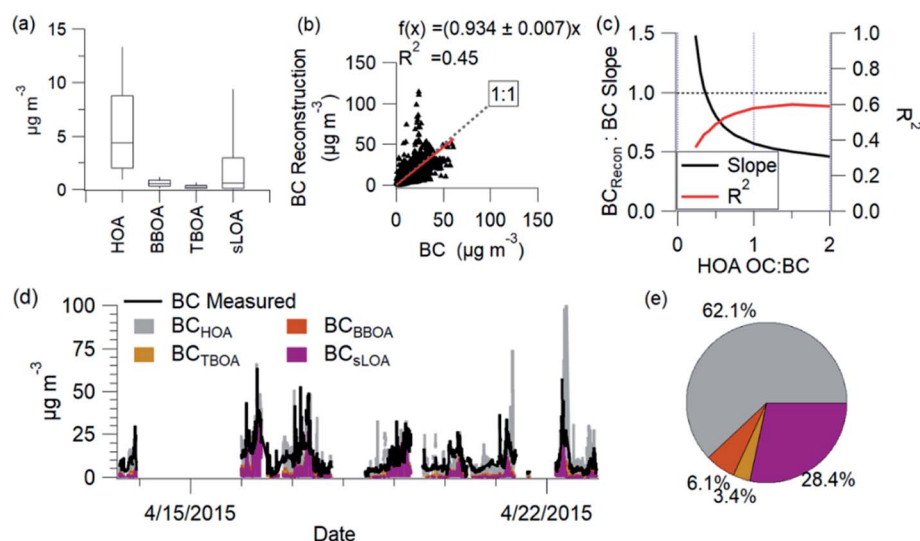 (a)
15
10
5
0
µg m⁻³
HOA
BBOA
TBOA
sLOA
(b)
f(x) =(0.934 ± 0.007)x
R² =0.45
BC Reconstruction
(µg m⁻³)
150
100
50
0
1:1
0 50 100 150
BC (µg m⁻³)
(c)
BC_Recon : BC Slope
1.5
1.0
0.5
0.0
Slope
R²
1.0
0.8
0.6
0.4
0.2
0.0
R²
0 1 2
HOA OC:BC
(d)
µg m⁻³
100
75
50
25
0
BC Measured
BC_HOA
BC_BBOA
BC_TBOA
BC_sLOA
4/15/2015 4/22/2015
Date
(e)
62.1%
6.1%
3.4%
28.4%